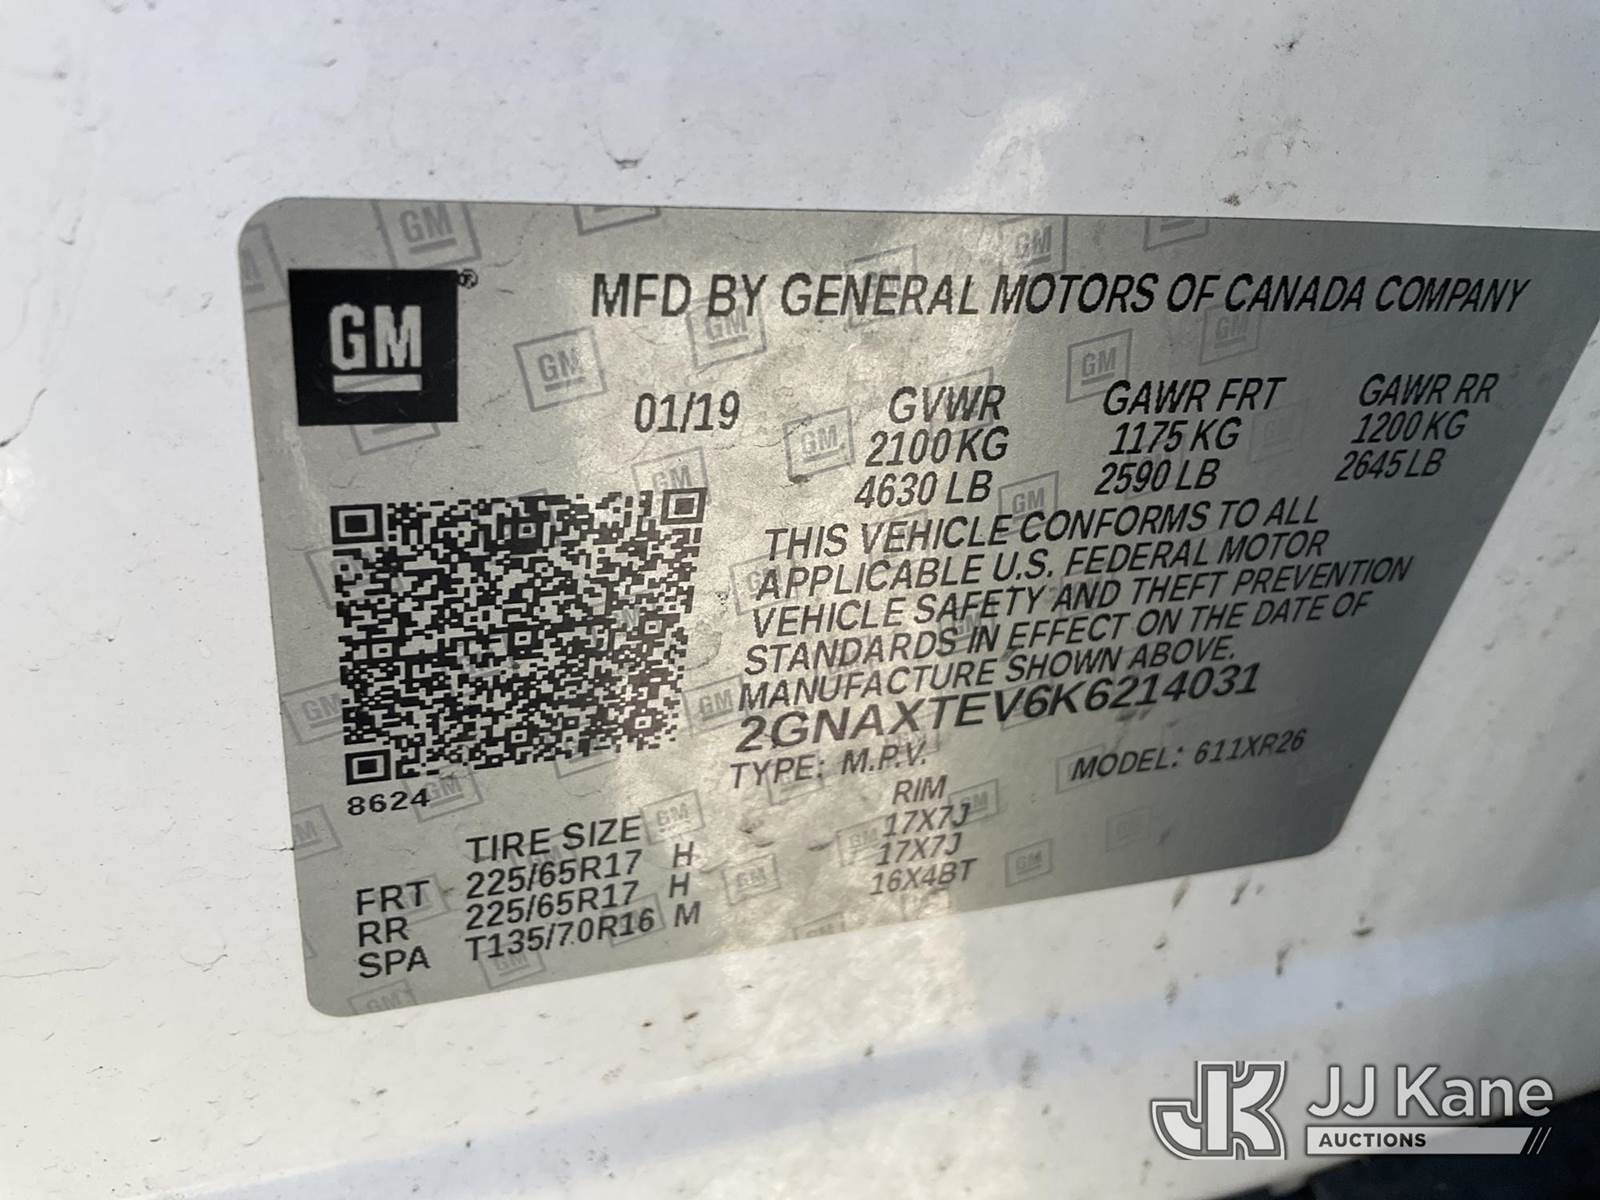 GM®
MFD BY GENERAL MOTORS OF CANADA COMPANY
01/19
GVWR GAWR FRT GAWR RR
2100 KG 1175 KG 1200 KG
4630 LB 2590 LB 2645 LB
THIS VEHICLE CONFORMS TO ALL
APPLICABLE U.S. FEDERAL MOTOR
VEHICLE SAFETY AND THEFT PREVENTION
STANDARDS IN EFFECT ON THE DATE OF
MANUFACTURE SHOWN ABOVE.
2GNAXTEV6K6214031
TYPE: M.P.V. MODEL: 611XR26
8624
TIRE SIZE RIM
FRT 225/65R17 H 17X7J
RR 225/65R17 H 17X7J
SPA T135/70R16 M 16X4BT
JK
JJ Kane
AUCTIONS